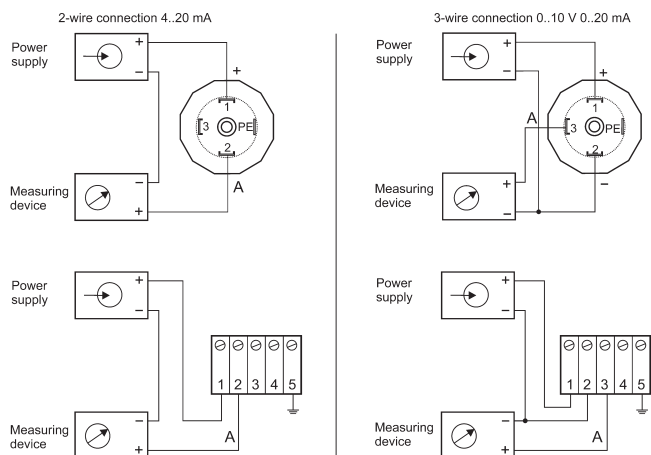 2-wire connection 4..20 mA
Power
supply
+
−
+
1
3
PE
2
A
Measuring
device
−
+
Power
supply
+
−
1 2 3 4 5
Measuring
device
−
+
A
3-wire connection 0..10 V 0..20 mA
Power
supply
+
−
+
1
A
3
PE
2
−
Measuring
device
+
−
Power
supply
+
−
1 2 3 4 5
Measuring
device
−
+
A